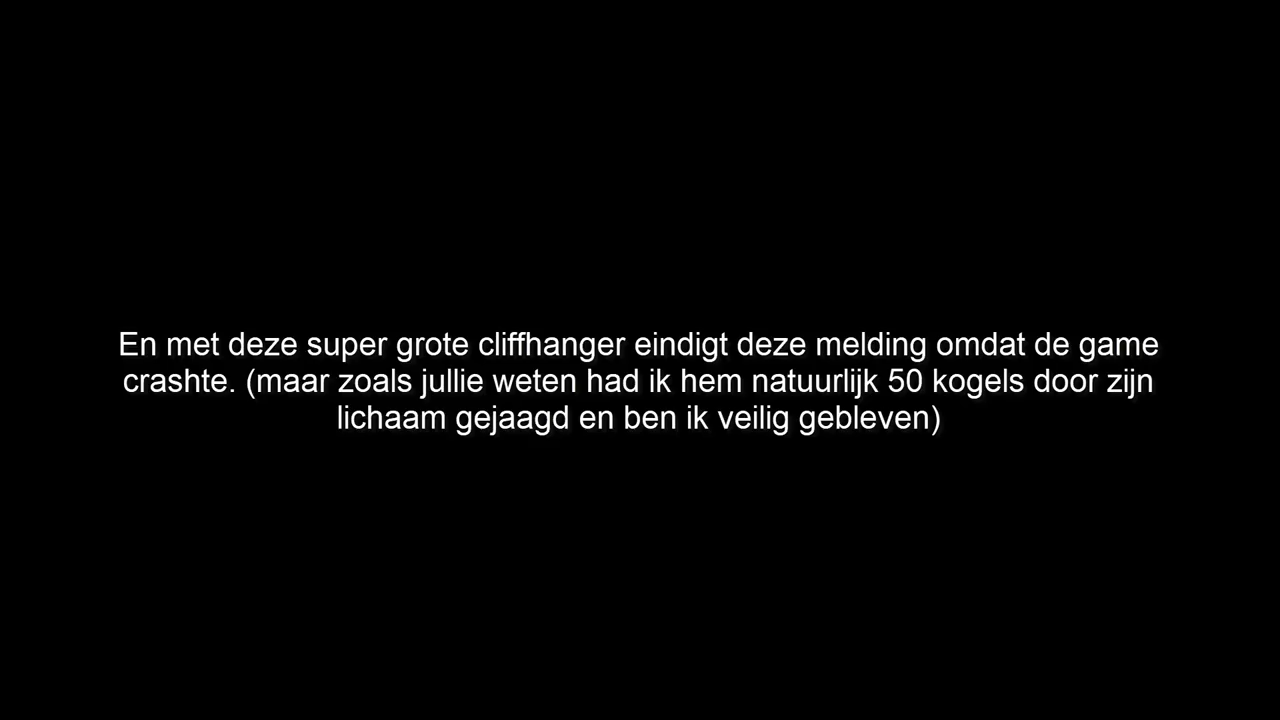 En met deze super grote cliffhanger eindigt deze melding omdat de game
crashte. (maar zoals jullie weten had ik hem natuurlijk 50 kogels door zijn
lichaam gejaagd en ben ik veilig gebleven)